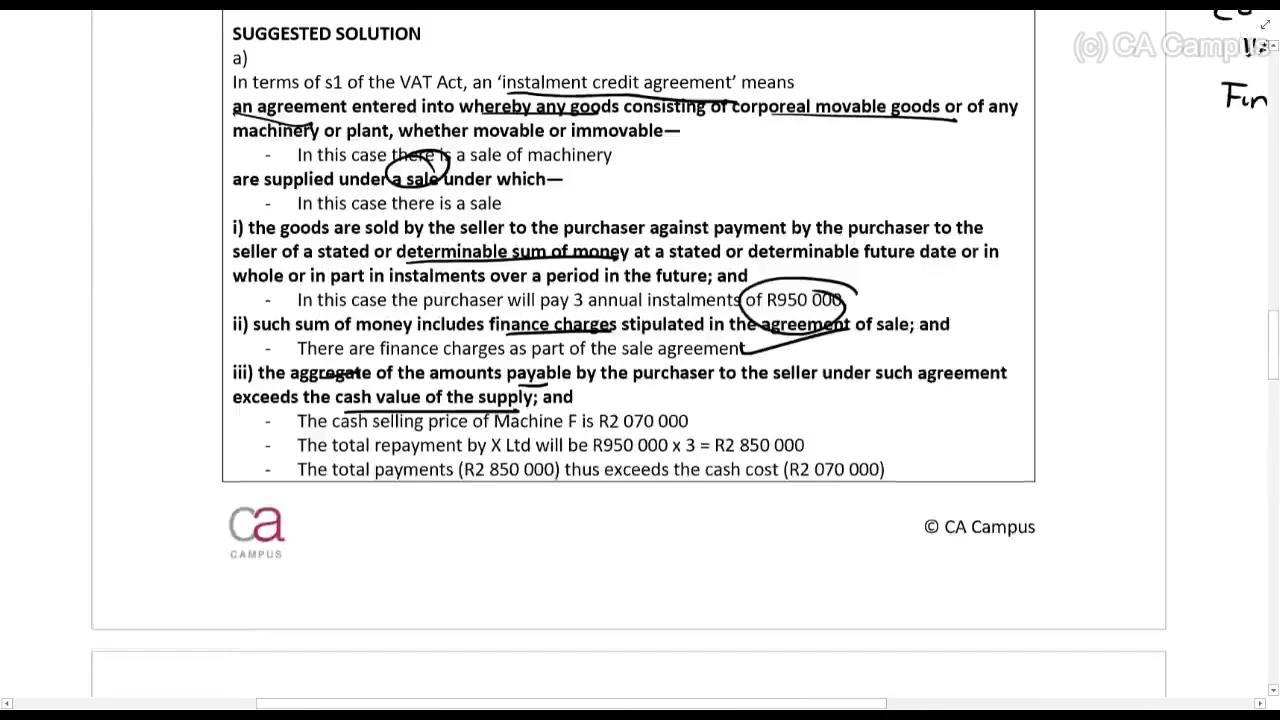 SUGGESTED SOLUTION
(c) CA Campus
a)
In terms of s1 of the VAT Act, an 'instalment credit agreement' means
Fin
an agreement entered into whereby any goods consisting of corporeal movable goods or of any
machinery or plant, whether movable or immovable—
- In this case there is a sale of machinery
are supplied under a sale under which—
- In this case there is a sale
i) the goods are sold by the seller to the purchaser against payment by the purchaser to the
seller of a stated or determinable sum of money at a stated or determinable future date or in
whole or in part in instalments over a period in the future; and
- In this case the purchaser will pay 3 annual instalments of R950 000
ii) such sum of money includes finance charges stipulated in the agreement of sale; and
- There are finance charges as part of the sale agreement
iii) the aggregate of the amounts payable by the purchaser to the seller under such agreement
exceeds the cash value of the supply; and
- The cash selling price of Machine F is R2 070 000
- The total repayment by X Ltd will be R950 000 x 3 = R2 850 000
- The total payments (R2 850 000) thus exceeds the cash cost (R2 070 000)
ca
CAMPUS
© CA Campus